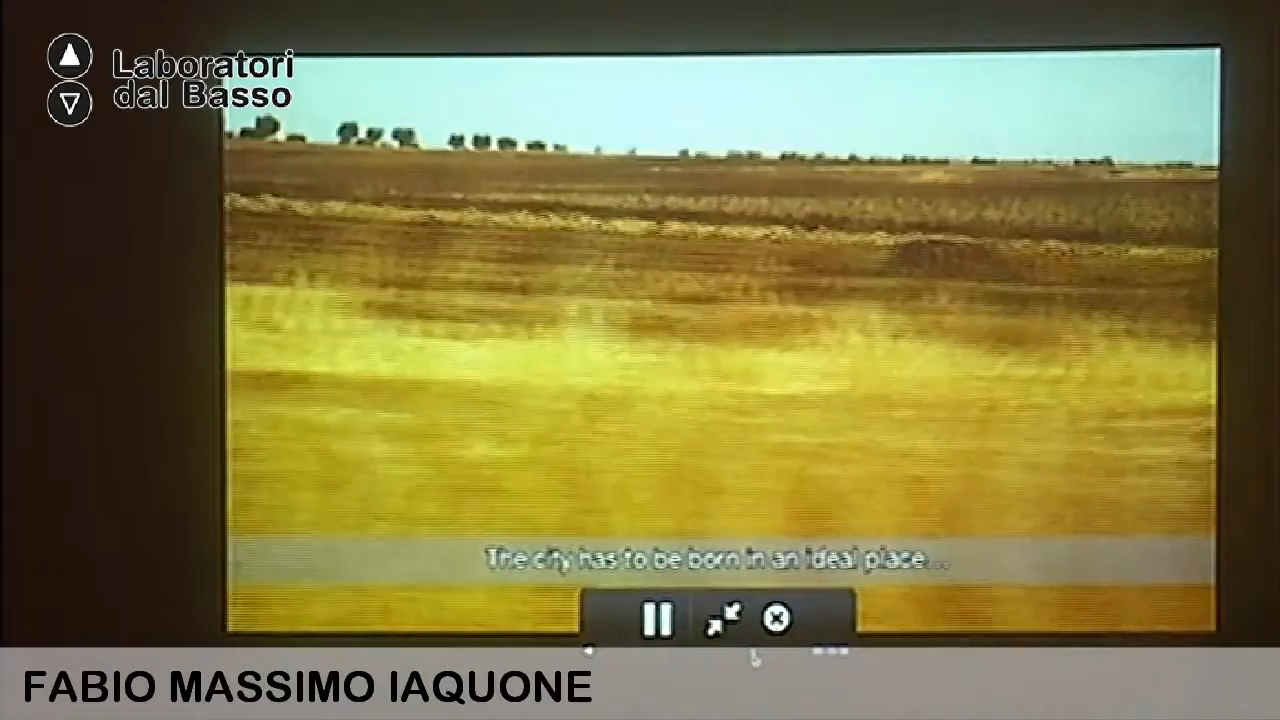 Laboratori
dal Basso
The city has to be born in an ideal place...
FABIO MASSIMO IAQUONE